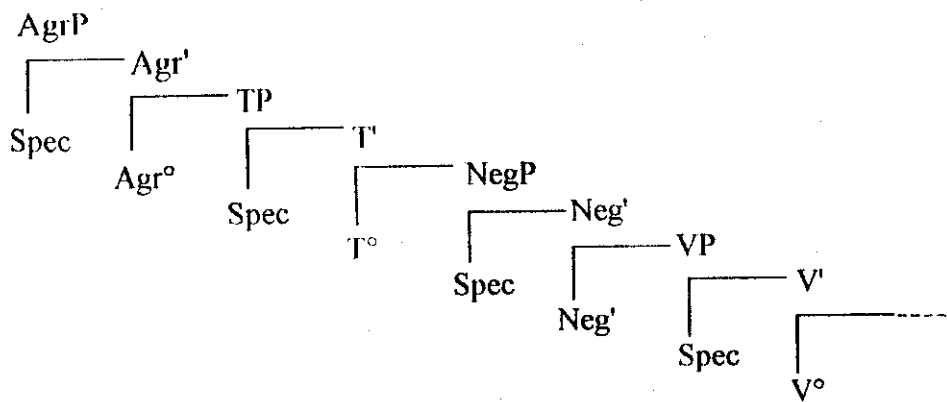 AgrP
Agr'
Spec
TP
Agr°
T'
Spec
NegP
T°
Neg'
Spec
VP
Neg'
V'
Spec
V°